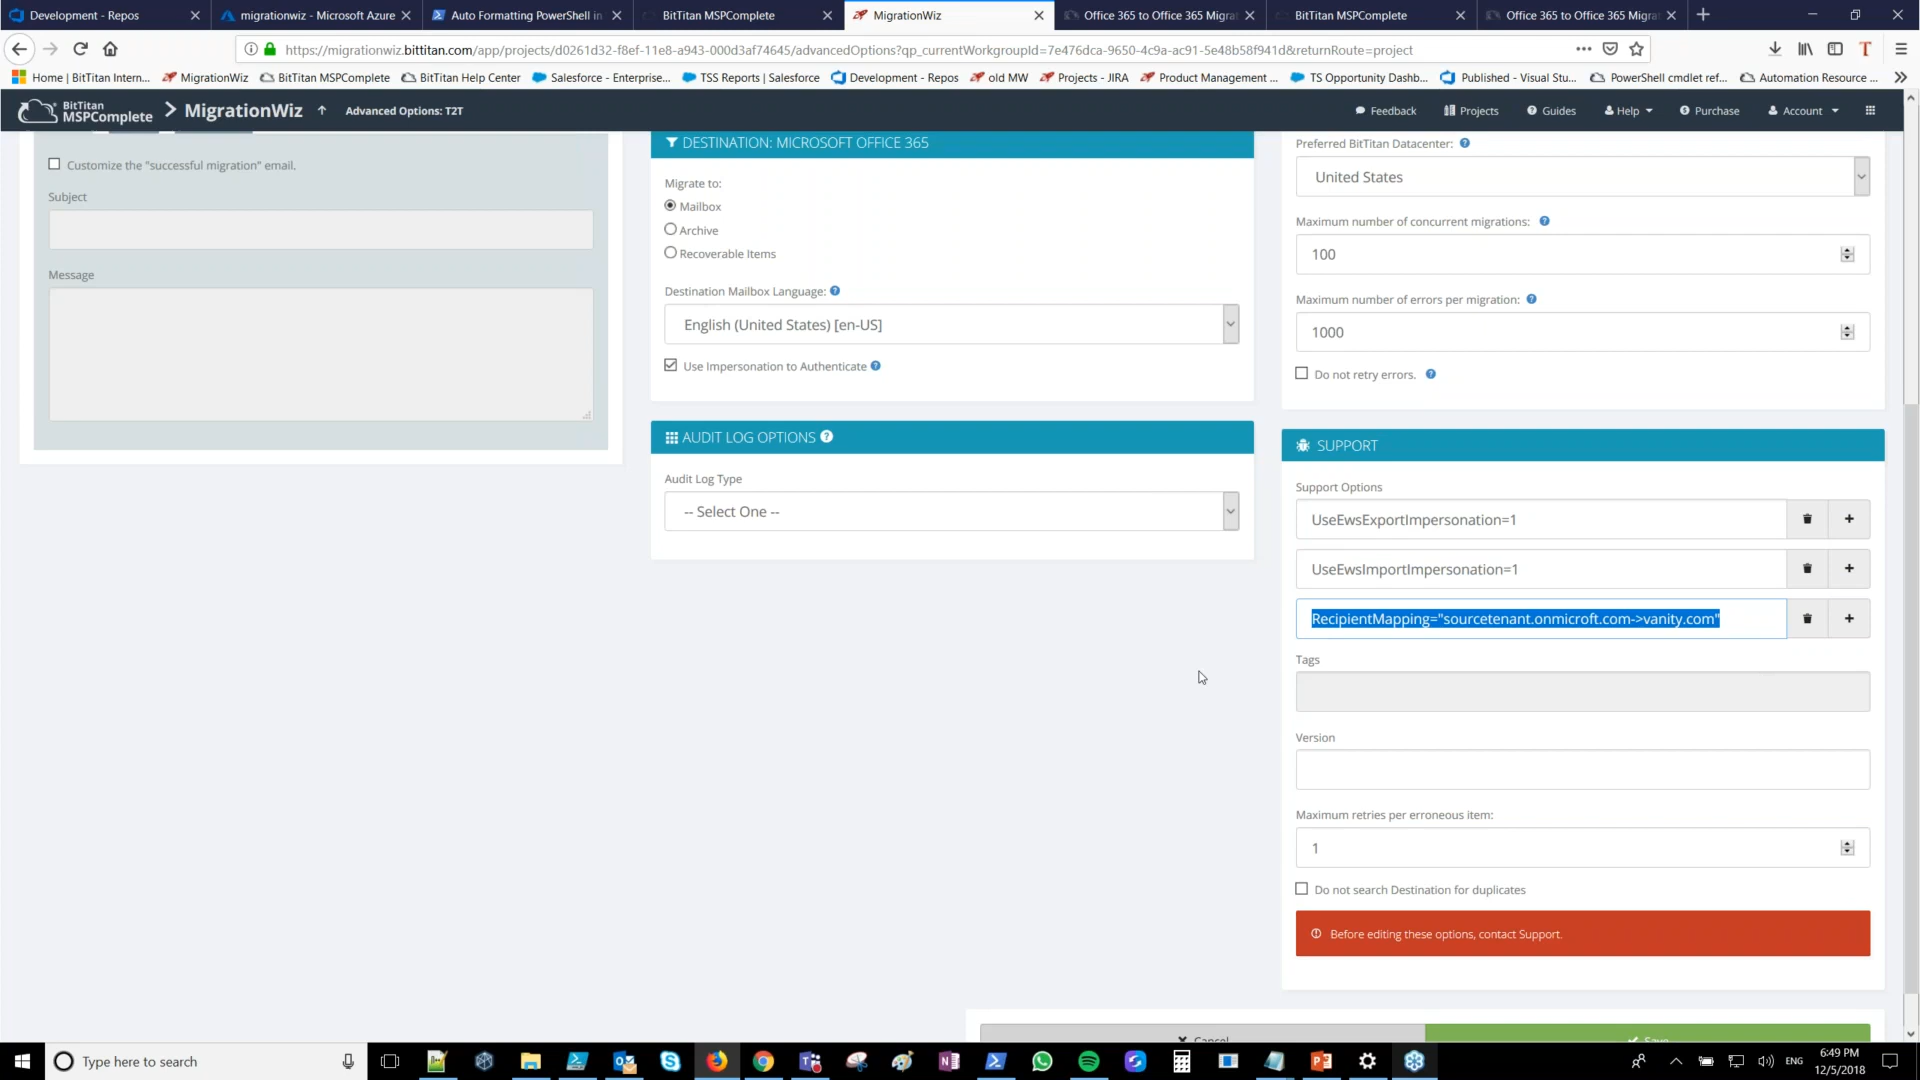 Development - Repos
migrationwiz - Microsoft Azure
Auto Formatting PowerShell in
BitTitan MSPComplete
MigrationWiz
Office 365 to Office 365 Migra
BitTitan MSPComplete
Office 365 to Office 365 Migra
https://migrationwiz.bittitan.com/app/projects/d0261d32-f8ef-11e8-a943-000d3af74645/advancedOptions?qp_currentWorkgroupId=7e476dca-9650-4c9a-ac91-5e48b58f941d&returnRoute=project
Home | BitTitan Intern...
MigrationWiz
BitTitan MSPComplete
BitTitan Help Center
Salesforce - Enterprise...
TSS Reports | Salesforce
Development - Repos
old MW
Projects - JIRA
Product Management ...
TS Opportunity Dashb...
Published - Visual Stu...
PowerShell cmdlet ref...
Automation Resource ...
BitTitan
MSPComplete
MigrationWiz
Advanced Options: T2T
Feedback
Projects
Guides
Help
Purchase
Account
Customize the "successful migration" email.
Subject
Message
DESTINATION: MICROSOFT OFFICE 365
Migrate to:
Mailbox
Archive
Recoverable Items
Destination Mailbox Language:
English (United States) [en-US]
Use Impersonation to Authenticate
AUDIT LOG OPTIONS
Audit Log Type
-- Select One --
Preferred BitTitan Datacenter:
United States
Maximum number of concurrent migrations:
100
Maximum number of errors per migration:
1000
Do not retry errors.
SUPPORT
Support Options
UseEwsExportImpersonation=1
UseEwsImportImpersonation=1
RecipientMapping="sourcetenant.onmicroft.com->vanity.com"
Tags
Version
Maximum retries per erroneous item:
1
Do not search Destination for duplicates
Before editing these options, contact Support.
Cancel
Save
Type here to search
ENG
6:49 PM
12/5/2018